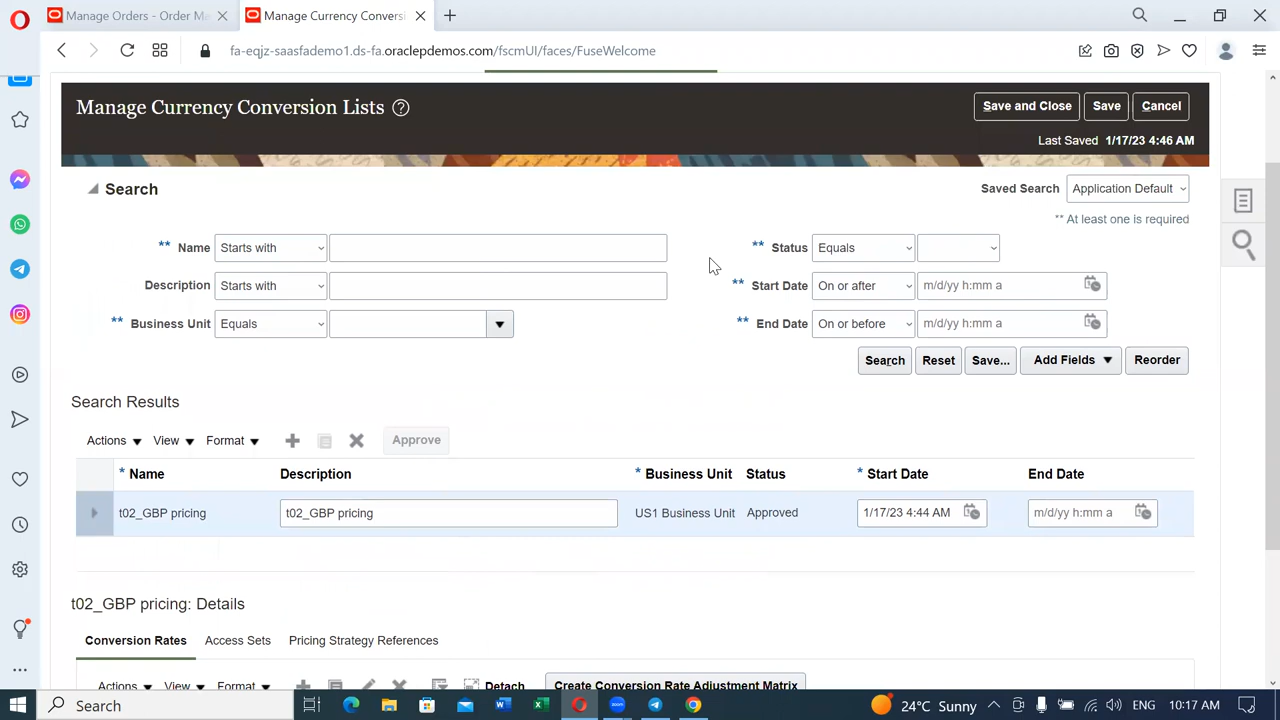 Manage Orders - Order M
Manage Currency Conversi
fa-eqjz-saasfademo1.ds-fa.oraclepdemos.com/fscmUI/faces/FuseWelcome
Manage Currency Conversion Lists ?
Save and Close
Save
Cancel
Last Saved 1/17/23 4:46 AM
Search
Saved Search Application Default
** At least one is required
** Name Starts with
** Status Equals
Description Starts with
** Start Date On or after m/d/yy h:mm a
** Business Unit Equals
** End Date On or before m/d/yy h:mm a
Search Reset Save... Add Fields Reorder
Search Results
Actions View Format Approve
* Name Description * Business Unit Status * Start Date End Date
t02_GBP pricing t02_GBP pricing US1 Business Unit Approved 1/17/23 4:44 AM m/d/yy h:mm a
t02_GBP pricing: Details
Conversion Rates Access Sets Pricing Strategy References
Actions View Format Detach Create Conversion Rate Adjustment Matrix
Search
24°C Sunny
ENG
10:17 AM